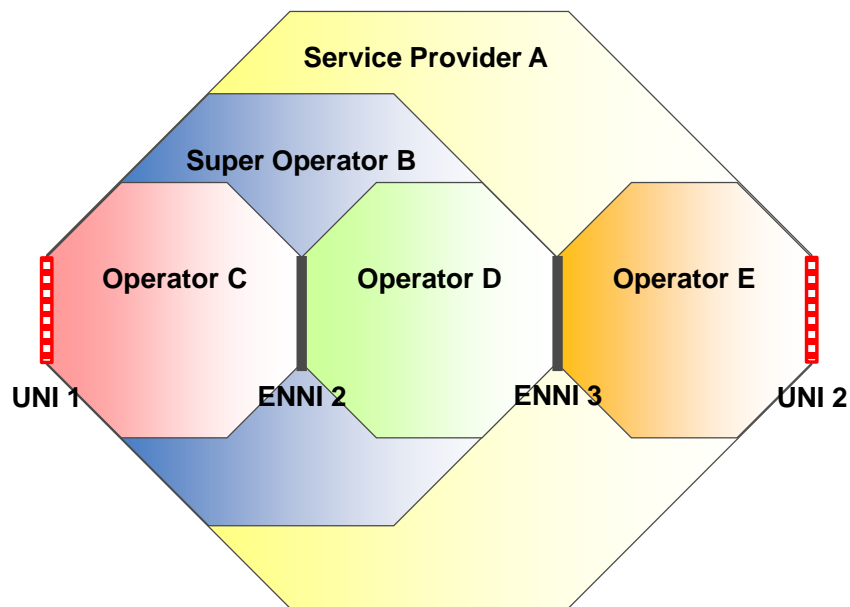 Service Provider A
Super Operator B
Operator C
Operator D
Operator E
UNI 1
ENNI 2
ENNI 3
UNI 2